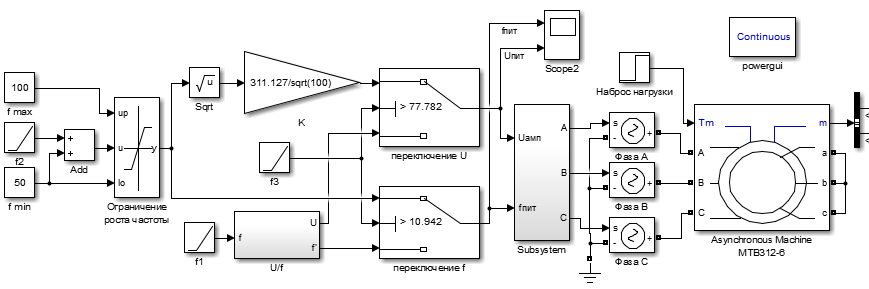 100
f max
f2
Add
50
f min
up
u
lo
y
Ограничение
роста частоты
√u
Sqrt
311.127/sqrt(100)
K
f3
f1
f
U
f'
U/f
> 77.782
переключение U
> 10.942
переключение f
fпит
Uпит
Scope2
Uамп
fпит
A
B
C
Subsystem
Наброс нагрузки
s
-
+
Фаза А
s
-
+
Фаза В
s
-
+
Фаза С
Continuous
powergui
Tm
m
A
a
B
b
C
c
Asynchronous Machine
MTB312-6